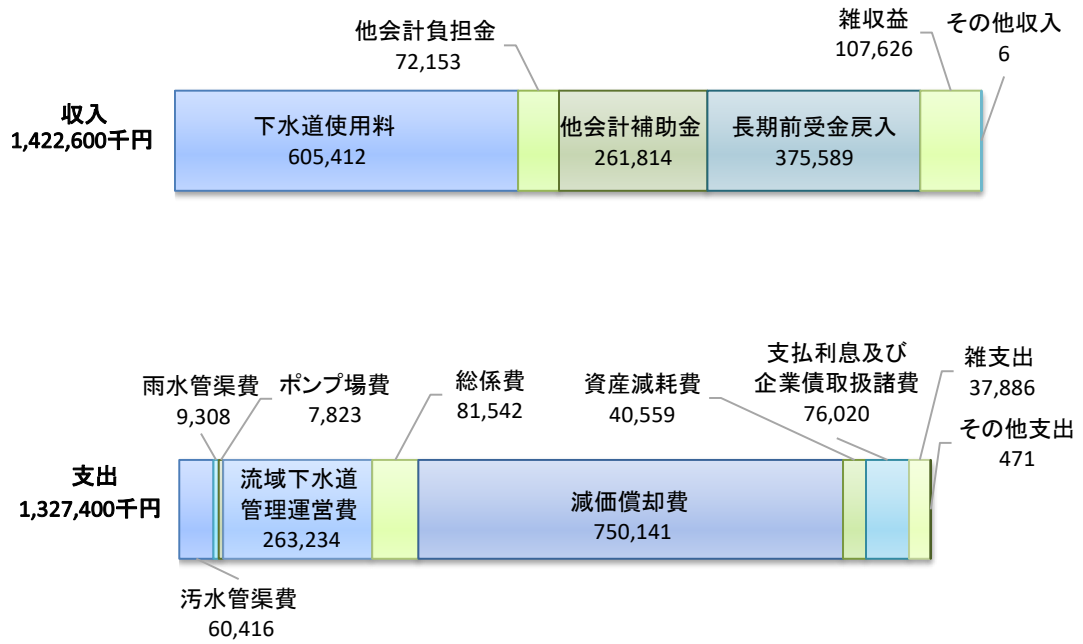 他会計負担金
72,153
雑収益
107,626
その他収入
6
収入
1,422,600千円
下水道使用料
605,412
他会計補助金
261,814
長期前受金戻入
375,589
雨水管渠費
9,308
ポンプ場費
7,823
総係費
81,542
資産減耗費
40,559
支払利息及び
企業債取扱諸費
76,020
雑支出
37,886
その他支出
471
支出
1,327,400千円
流域下水道
管理運営費
263,234
減価償却費
750,141
汚水管渠費
60,416